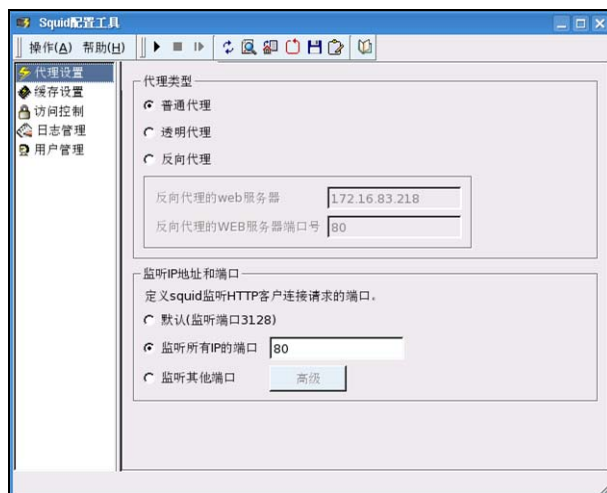 Squid配置工具
操作(A) 帮助(H)
代理设置
缓存设置
访问控制
日志管理
用户管理
代理类型
普通代理
透明代理
反向代理
反向代理的web服务器 172.16.83.218
反向代理的WEB服务器端口号 80
监听IP地址和端口
定义squid监听HTTP客户连接请求的端口。
默认(监听端口3128)
监听所有IP的端口 80
监听其他端口 高级